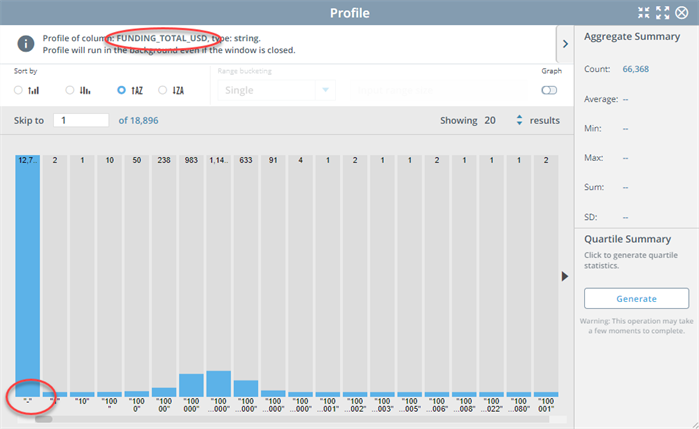 Profile
Profile of column: FUNDING_TOTAL_USD, type: string.
Profile will run in the background even if the window is closed.
Sort by
AZ
ZA
Range bucketing
Single
Graph
Skip to 1 of 18,896
Showing 20 results
12,7.. 2 1 10 50 238 983 1,14... 633 91 4 1 2 1 1 2 1 1 1 2
"-" "1" "10" "100 "100 "100 "100 "100 "100 "100 "100 "100 "100 "100 "100 "100 "100 "100 "100 "1000
" 0" 00" 000" ...000" 000" ...000" ...000" ...001" ...002" ...003" ...005" ...006" ...008" ...022" ...080" 001"
Aggregate Summary
Count: 66,368
Average: --
Min: --
Max: --
Sum: --
SD: --
Quartile Summary
Click to generate quartile
statistics.
Generate
Warning: This operation may take
a few moments to complete.